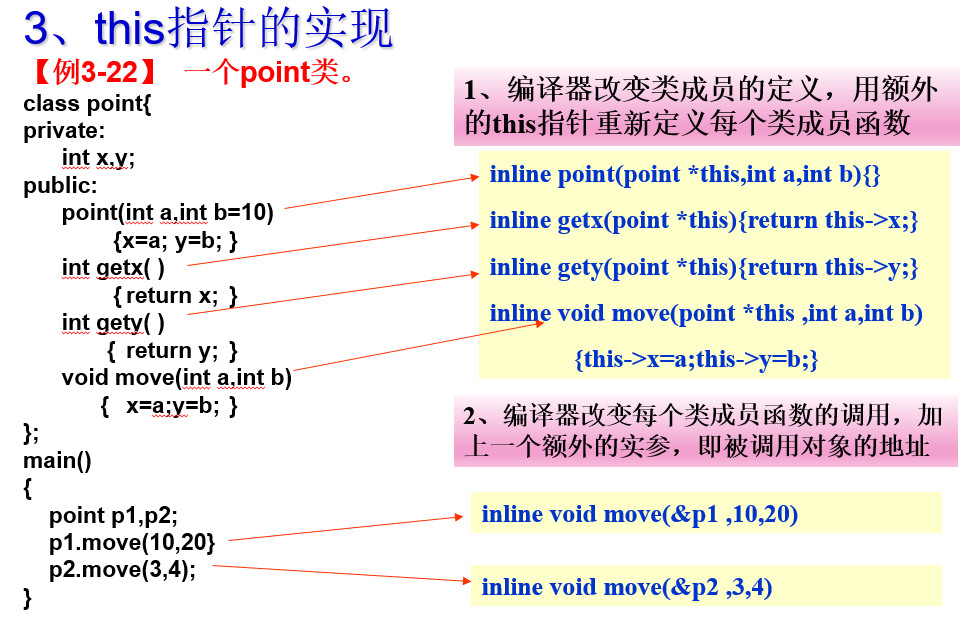 3、this指针的实现
【例3-22】 一个point类。
class point{
private:
int x,y;
public:
point(int a,int b=10)
{x=a; y=b; }
int getx( )
{ return x; }
int gety( )
{ return y; }
void move(int a,int b)
{ x=a;y=b; }
};
main()
{
point p1,p2;
p1.move(10,20}
p2.move(3,4);
}
1、编译器改变类成员的定义，用额外
的this指针重新定义每个类成员函数
inline point(point *this,int a,int b){}
inline getx(point *this){return this->x;}
inline gety(point *this){return this->y;}
inline void move(point *this ,int a,int b)
{this->x=a;this->y=b;}
2、编译器改变每个类成员函数的调用，加
上一个额外的实参，即被调用对象的地址
inline void move(&p1 ,10,20)
inline void move(&p2 ,3,4)